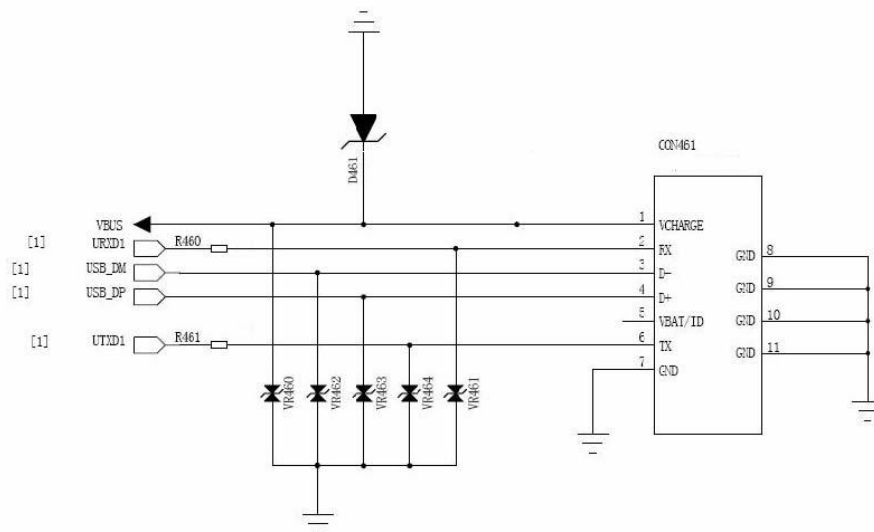 CON461
D461
VBUS
1
VCHARGE
[1]
URXD1
R460
2
RX
GND
8
[1]
USB_DM
3
D-
[1]
USB_DP
4
D+
GND
9
5
VBAT/ID
GND
10
[1]
UTXD1
R461
6
TX
GND
11
7
GND
VR460
VR462
VR463
VR464
VR461